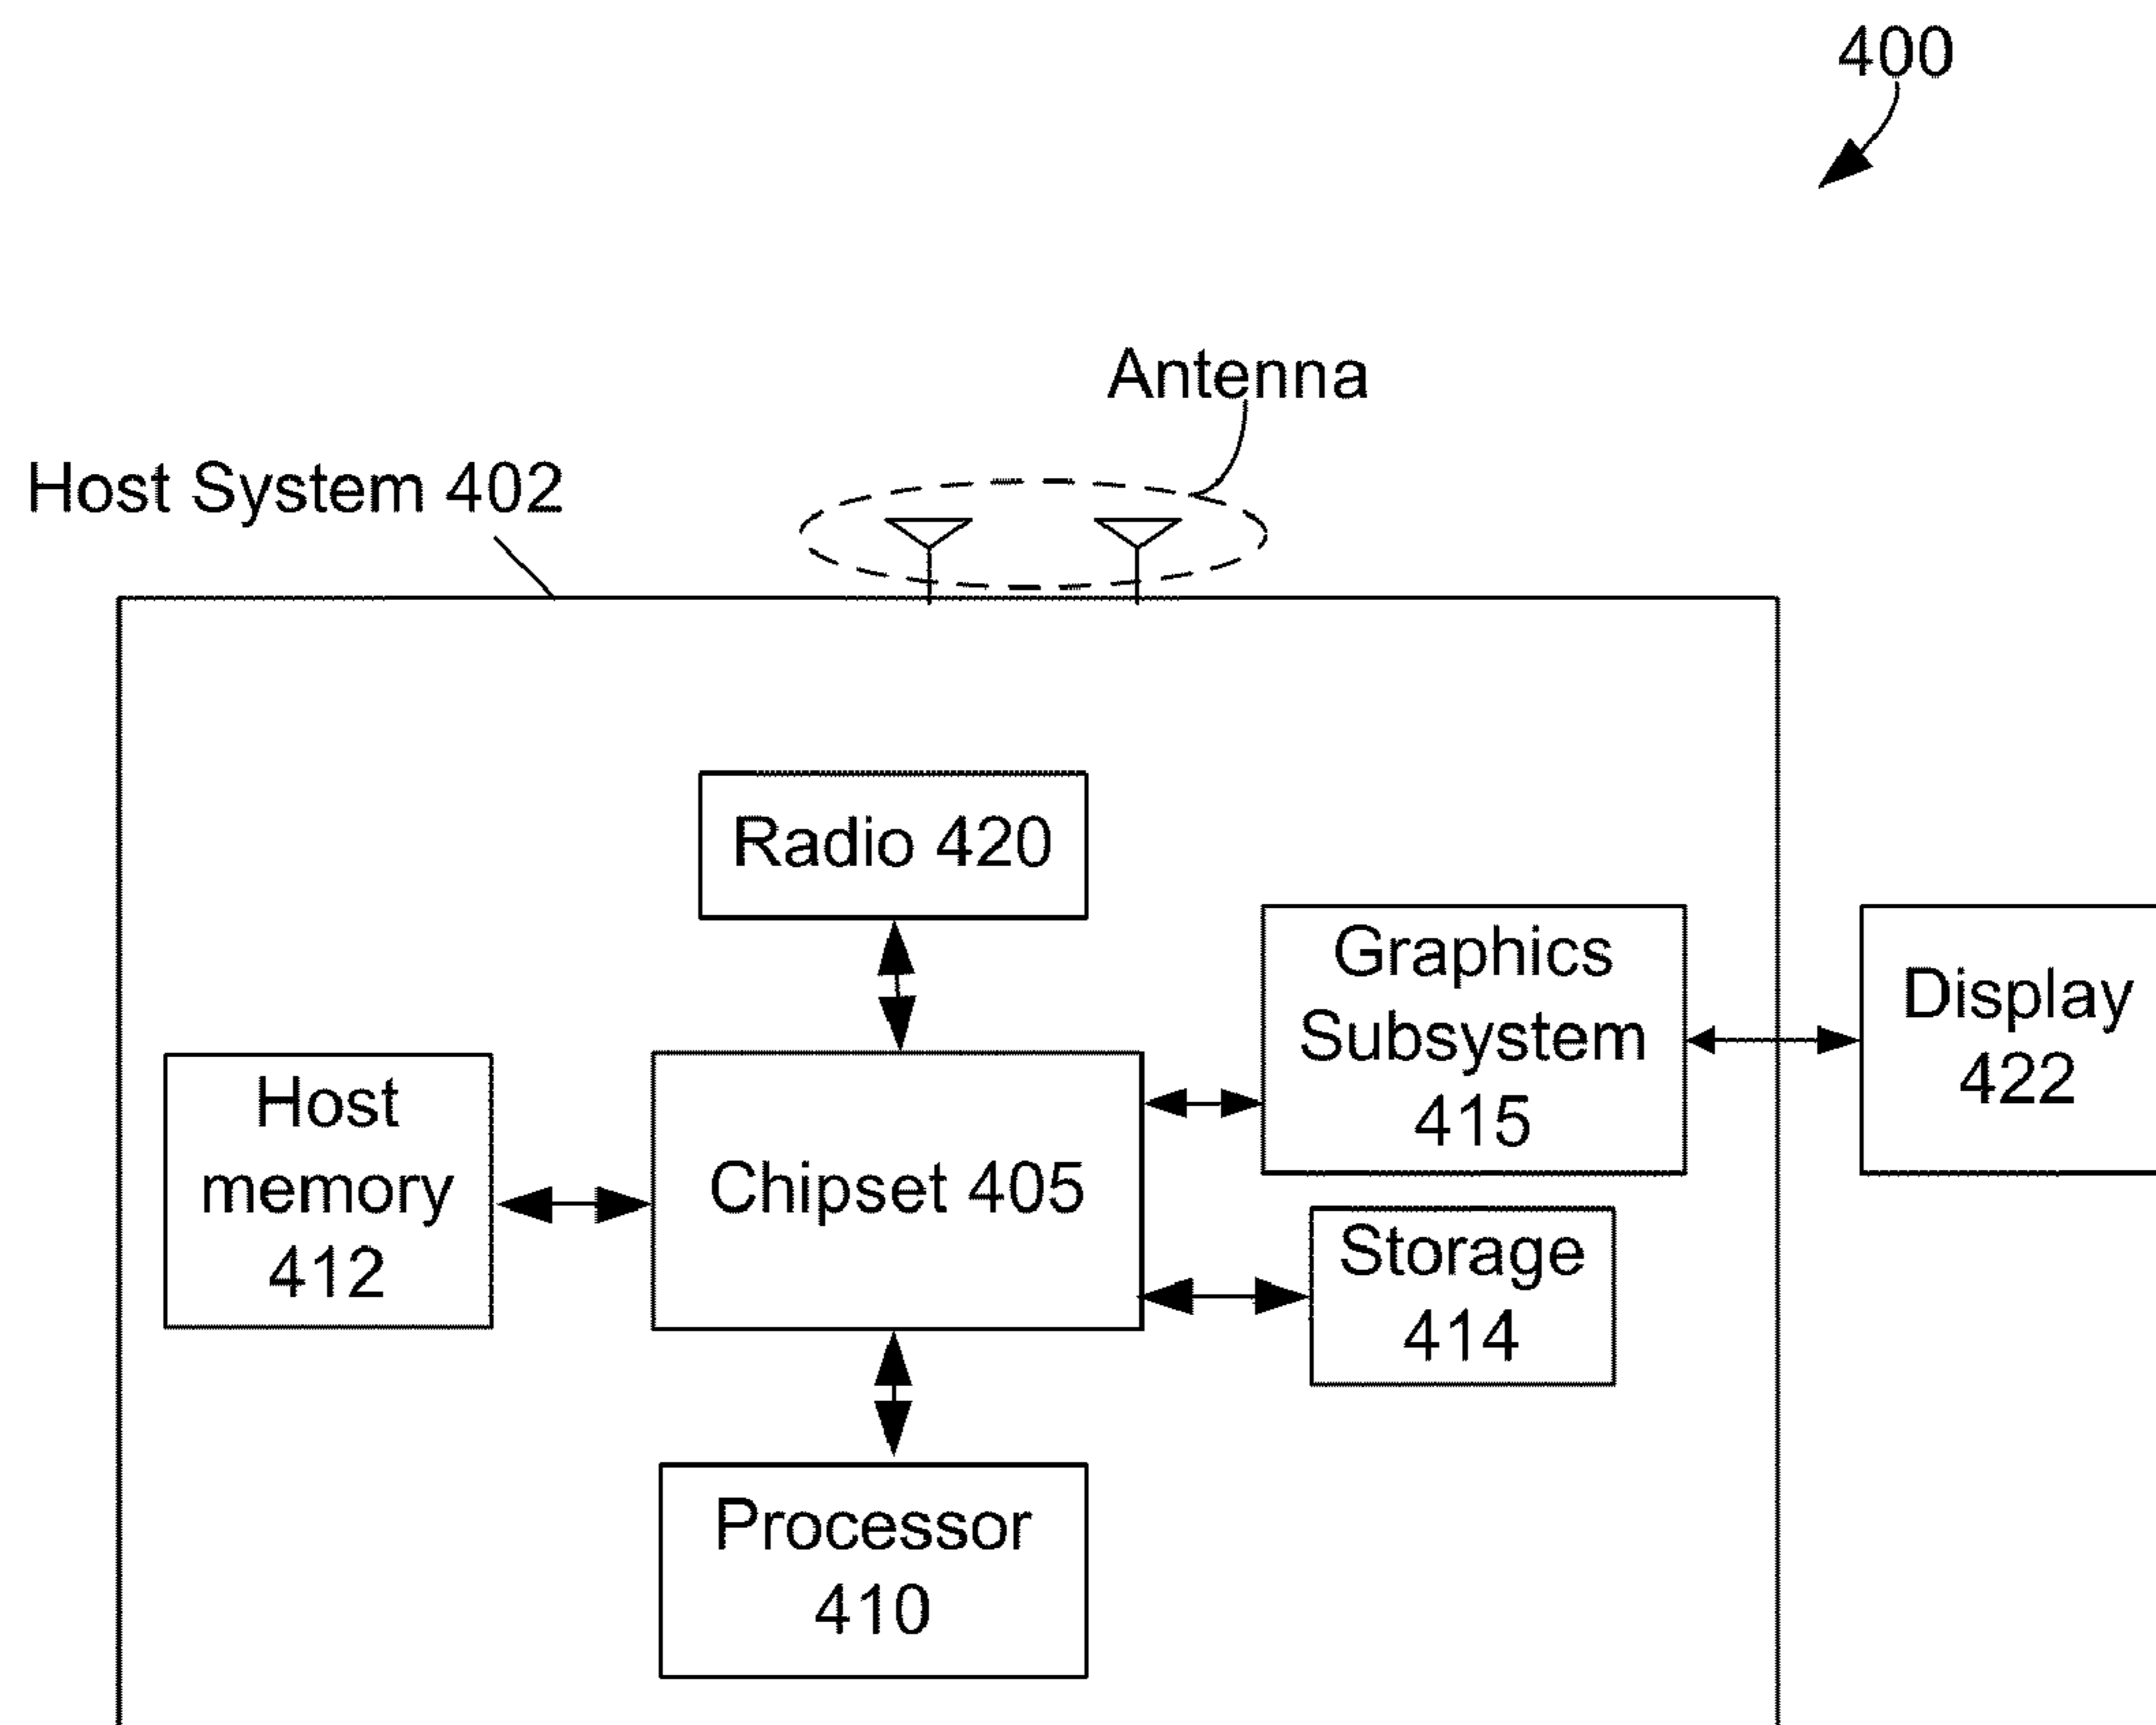 400
Antenna
Host System 402
Radio 420
Graphics
Subsystem
415
Display
422
Host
memory
412
Chipset 405
Storage
414
Processor
410